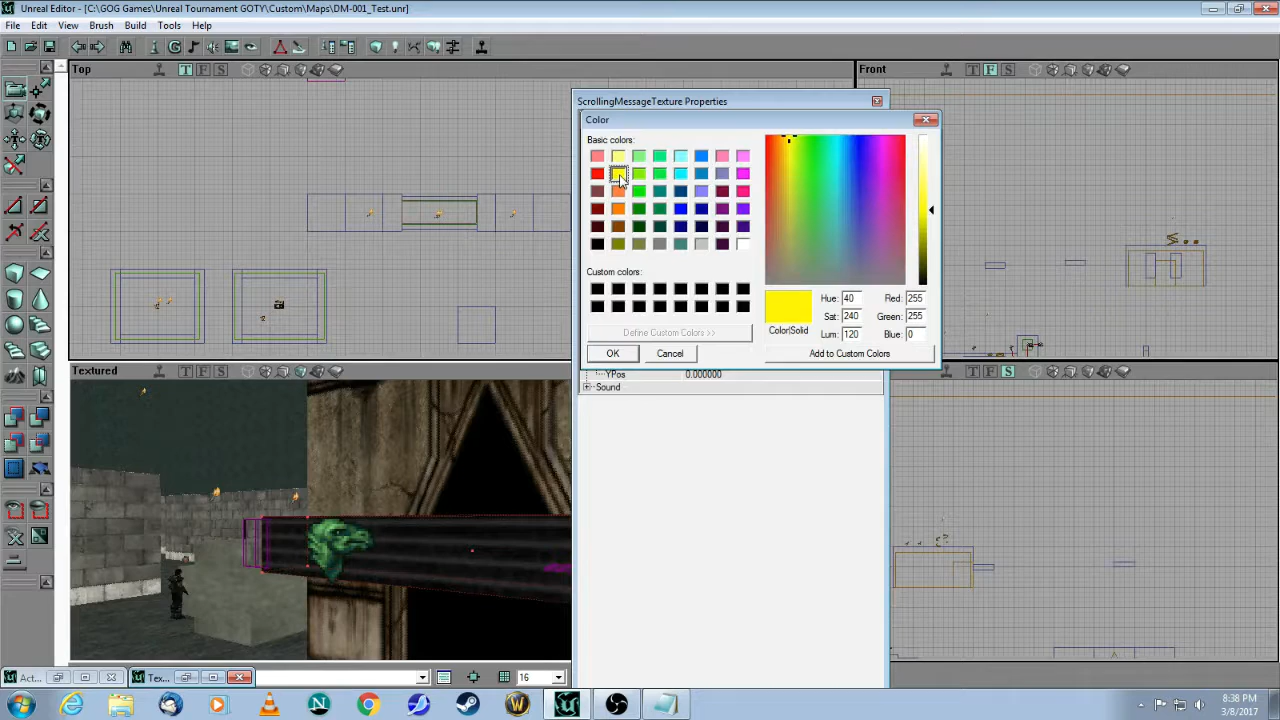 Unreal Editor - [C:\GOG Games\Unreal Tournament GOTY\Custom\Maps\DM-001_Test.unr]
File Edit View Brush Build Tools Help
Top T F S
Front T F S
ScrollingMessageTexture Properties
Color
Basic colors:
Custom colors:
Define Custom Colors >>
OK Cancel
Hue: 40 Red: 255
Sat: 240 Green: 255
Color|Solid Lum: 120 Blue: 0
Add to Custom Colors
YPos 0.000000
Sound
Textured T F S
T F S
Act... Tex... 16
8:38 PM
3/8/2017